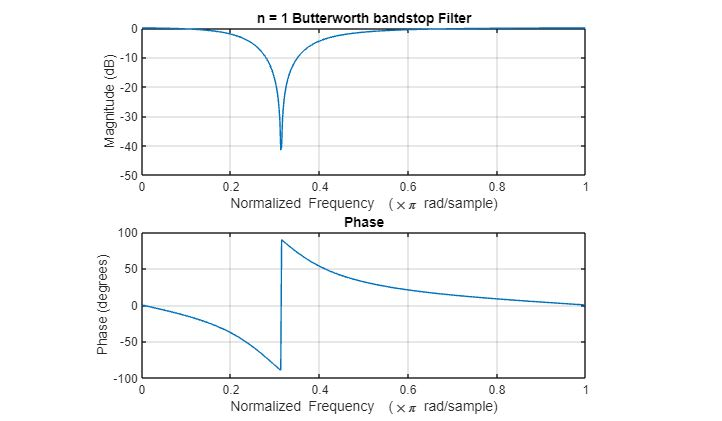 n = 1 Butterworth bandstop Filter
0
-10
-20
-30
-40
-50
Magnitude (dB)
0 0.2 0.4 0.6 0.8 1
Normalized Frequency (×π rad/sample)
Phase
100
50
0
-50
-100
Phase (degrees)
0 0.2 0.4 0.6 0.8 1
Normalized Frequency (×π rad/sample)